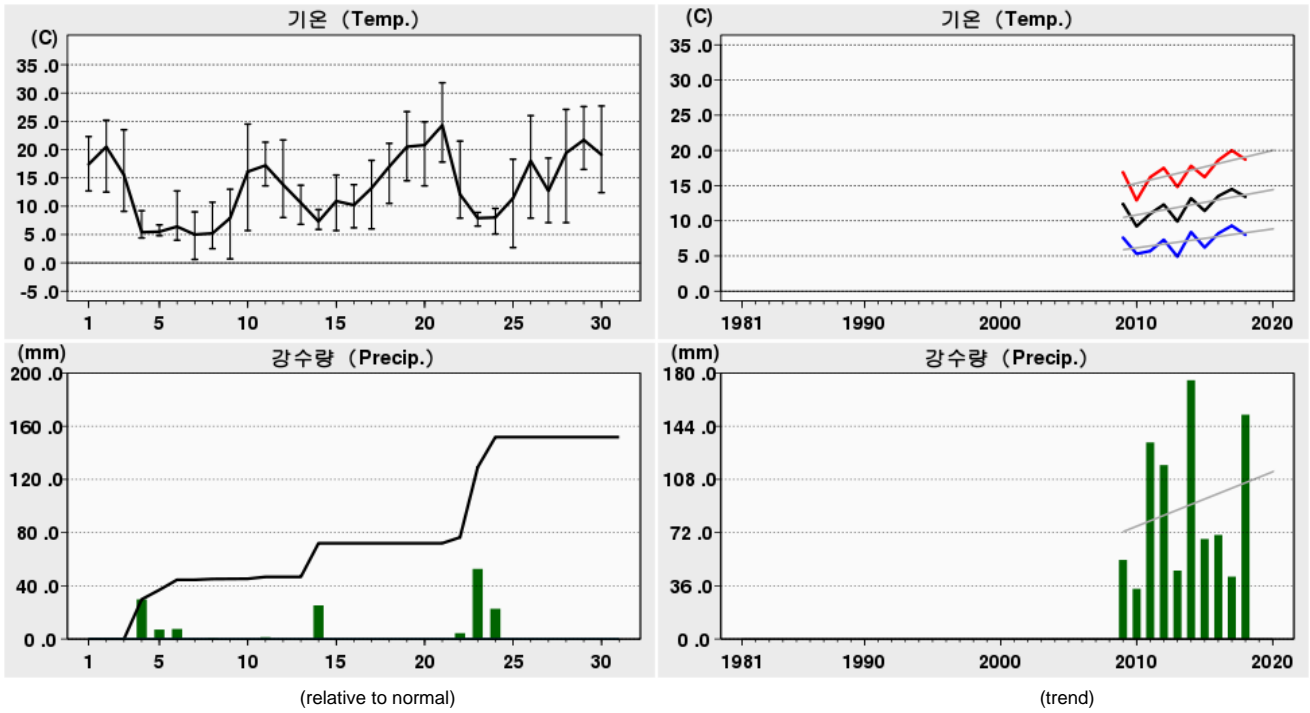 기온 (Temp.)
(C)
35 .0
30 .0
25 .0
20 .0
15 .0
10 .0
5 .0
0 .0
-5 .0
1 5 10 15 20 25 30
기온 (Temp.)
(C)
35 .0
30 .0
25 .0
20 .0
15 .0
10 .0
5 .0
0 .0
1981 1990 2000 2010 2020
강수량 (Precip.)
(mm)
200 .0
160 .0
120 .0
80 .0
40 .0
0 .0
1 5 10 15 20 25 30
(relative to normal)
강수량 (Precip.)
(mm)
180 .0
144 .0
108 .0
72 .0
36 .0
0 .0
1981 1990 2000 2010 2020
(trend)